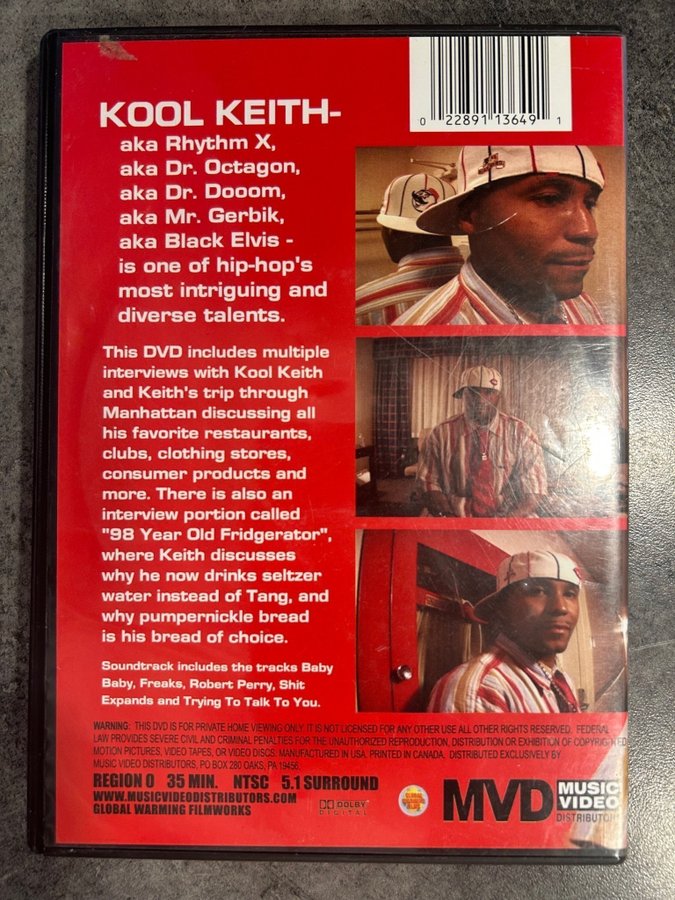 0 22891 13649 1
KOOL KEITH-
aka Rhythm X,
aka Dr. Octagon,
aka Dr. Dooom,
aka Mr. Gerbik,
aka Black Elvis -
is one of hip-hop's
most intriguing and
diverse talents.
This DVD includes multiple
interviews with Kool Keith
and Keith's trip through
Manhattan discussing all
his favorite restaurants,
clubs, clothing stores,
consumer products and
more. There is also an
interview portion called
"98 Year Old Fridgerator",
where Keith discusses
why he now drinks seltzer
water instead of Tang, and
why pumpernickle bread
is his bread of choice.
Soundtrack includes the tracks Baby
Baby, Freaks, Robert Perry, Shit
Expands and Trying To Talk To You.
WARNING: THIS DVD IS FOR PRIVATE HOME VIEWING ONLY. IT IS NOT LICENSED FOR ANY OTHER USE ALL OTHER RIGHTS RESERVED. FEDERAL
LAW PROVIDES SEVERE CIVIL AND CRIMINAL PENALTIES FOR THE UNAUTHORIZED REPRODUCTION, DISTRIBUTION OR EXHIBITION OF COPYRIGHTED
MOTION PICTURES, VIDEO TAPES, OR VIDEO DISCS. MANUFACTURED IN USA. PRINTED IN CANADA. DISTRIBUTED EXCLUSIVELY BY
MUSIC VIDEO DISTRIBUTORS, PO BOX 280 OAKS, PA 19456
REGION 0 35 MIN. NTSC 5.1 SURROUND
WWW.MUSICVIDEODISTRIBUTORS.COM
GLOBAL WARMING FILMWORKS
DOLBY
DIGITAL
GLOBAL
WARMING
FILMS
MVD MUSIC
VIDEO
DISTRIBUTORS